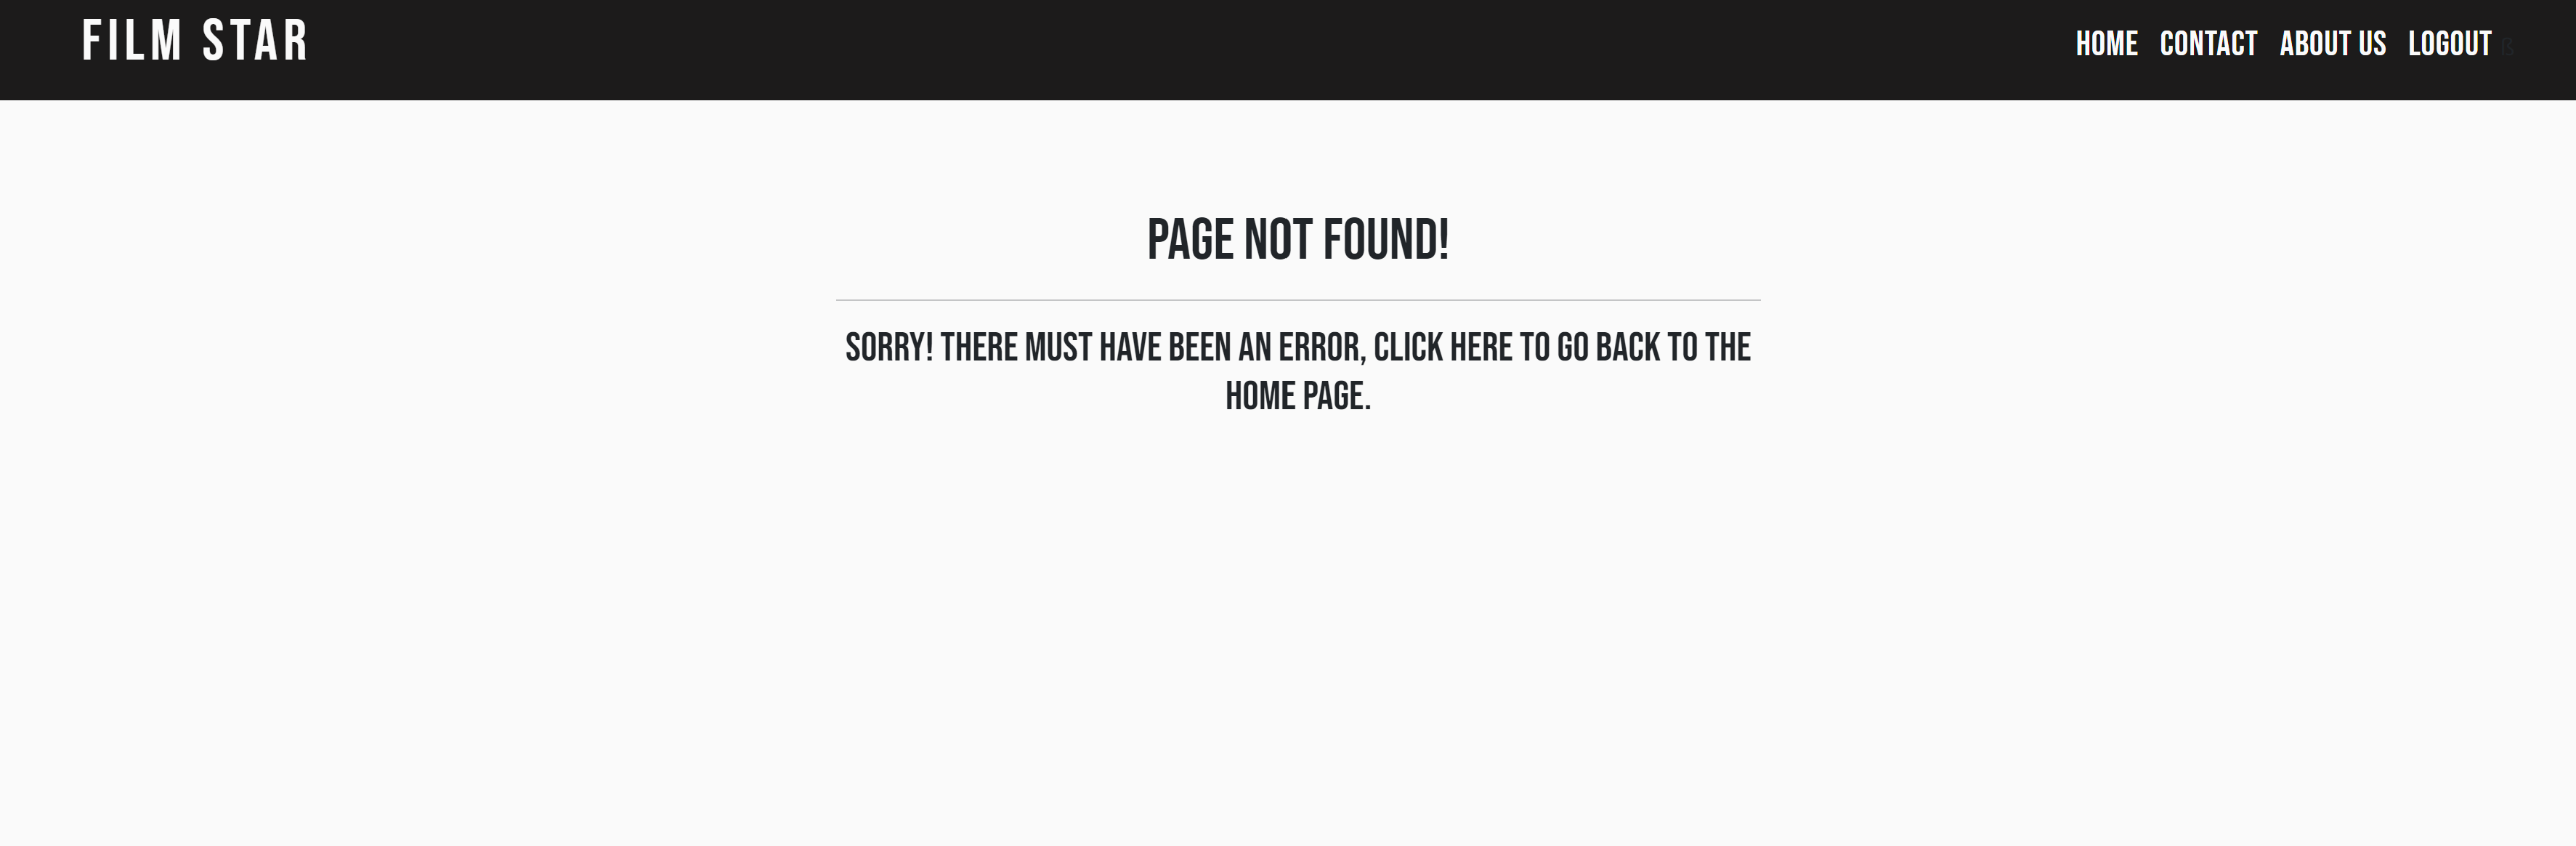 FILM STAR
HOME CONTACT ABOUT US LOGOUT
PAGE NOT FOUND!
SORRY! THERE MUST HAVE BEEN AN ERROR, CLICK HERE TO GO BACK TO THE
HOME PAGE.